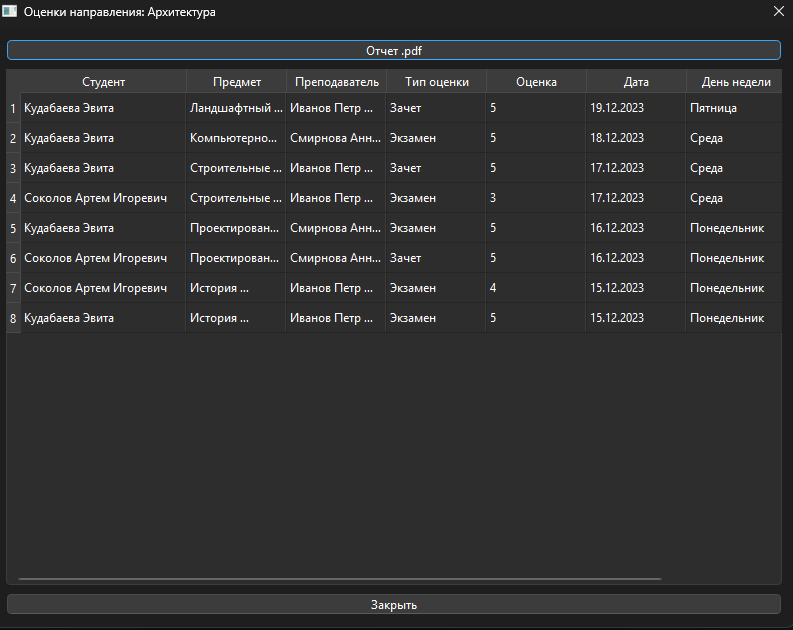 Оценки направления: Архитектура
Отчет .pdf
Студент Предмет Преподаватель Тип оценки Оценка Дата День недели
1 Кудабаева Эвита Ландшафтный ... Иванов Петр ... Зачет 5 19.12.2023 Пятница
2 Кудабаева Эвита Компьютерно... Смирнова Анн... Экзамен 5 18.12.2023 Среда
3 Кудабаева Эвита Строительные ... Иванов Петр ... Зачет 5 17.12.2023 Среда
4 Соколов Артем Игоревич Строительные ... Иванов Петр ... Экзамен 3 17.12.2023 Среда
5 Кудабаева Эвита Проектирован... Смирнова Анн... Экзамен 5 16.12.2023 Понедельник
6 Соколов Артем Игоревич Проектирован... Смирнова Анн... Зачет 5 16.12.2023 Понедельник
7 Соколов Артем Игоревич История ... Иванов Петр ... Экзамен 4 15.12.2023 Понедельник
8 Кудабаева Эвита История ... Иванов Петр ... Экзамен 5 15.12.2023 Понедельник
Закрыть